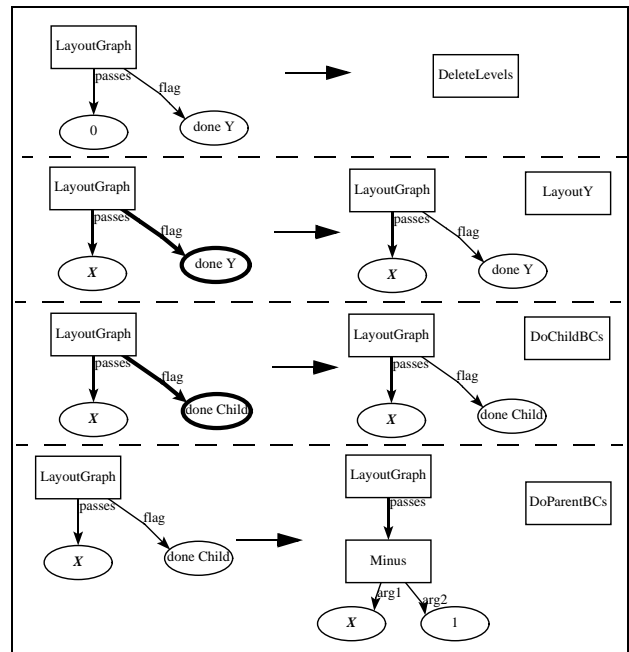 LayoutGraph
passes
flag
0
done Y
DeleteLevels
LayoutGraph
passes
flag
X
done Y
LayoutGraph
passes
flag
X
done Y
LayoutY
LayoutGraph
passes
flag
X
done Child
LayoutGraph
passes
flag
X
done Child
DoChildBCs
LayoutGraph
passes
flag
X
done Child
LayoutGraph
passes
Minus
arg1
arg2
X
1
DoParentBCs